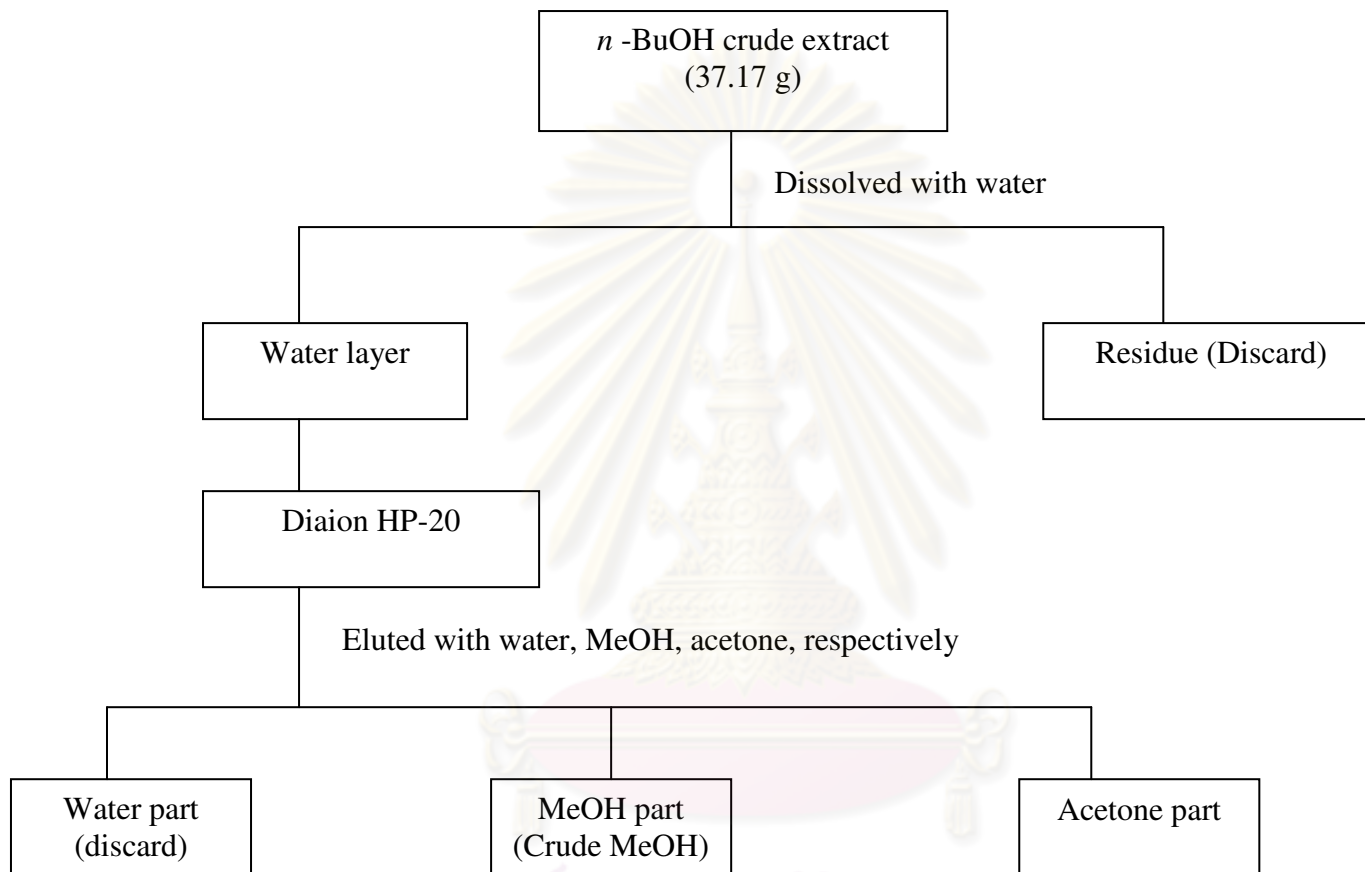 n -BuOH crude extract
(37.17 g)
Dissolved with water
Water layer
Residue (Discard)
Diaion HP-20
Eluted with water, MeOH, acetone, respectively
Water part
(discard)
MeOH part
(Crude MeOH)
Acetone part